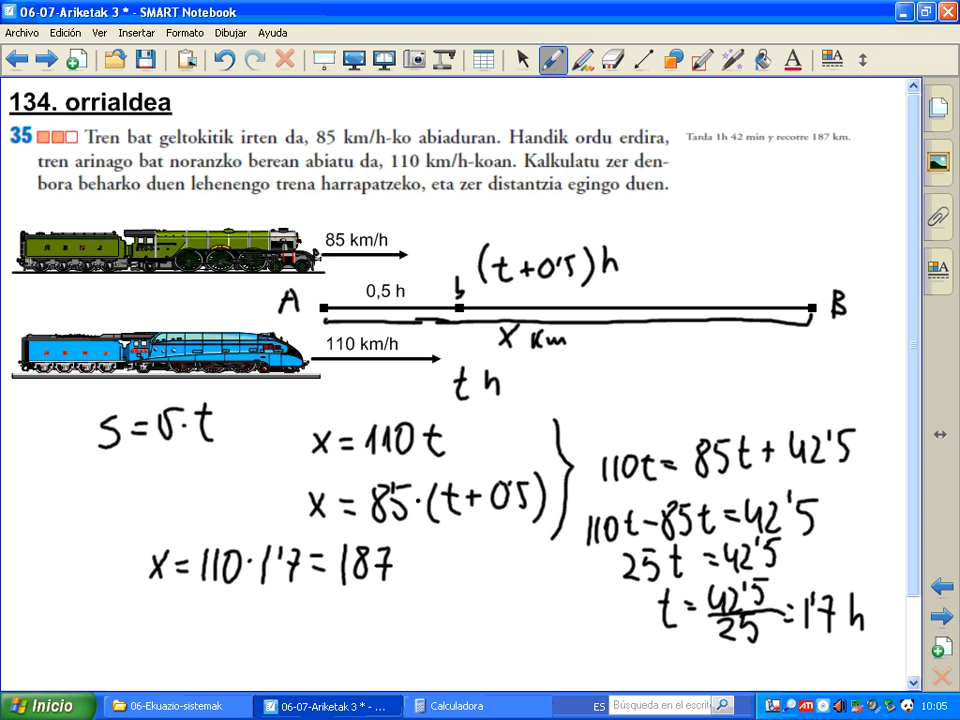 06-07-Ariketak 3 * - SMART Notebook
Archivo Edición Ver Insertar Formato Dibujar Ayuda
134. orrialdea
35 Tren bat geltokitik irten da, 85 km/h-ko abiaduran. Handik ordu erdira,
tren arinago bat noranzko berean abiatu da, 110 km/h-koan. Kalkulatu zer den-
bora beharko duen lehenengo trena harrapatzeko, eta zer distantzia egingo duen.
Tarda 1h 42 min y recorre 187 km.
85 km/h
(t+0'5)h
0,5 h
A
B
x km
110 km/h
t h
s = v·t
x = 110t
x = 85·(t+0'5)
x = 110·1'7 = 187
110t = 85t + 42'5
110t-85t = 42'5
25t = 42'5
t = 42'5/25 = 1'7 h
Inicio
06-Ekuazio-sistemak
06-07-Ariketak 3 * - ...
Calculadora
ES
Búsqueda en el escrit
10:05